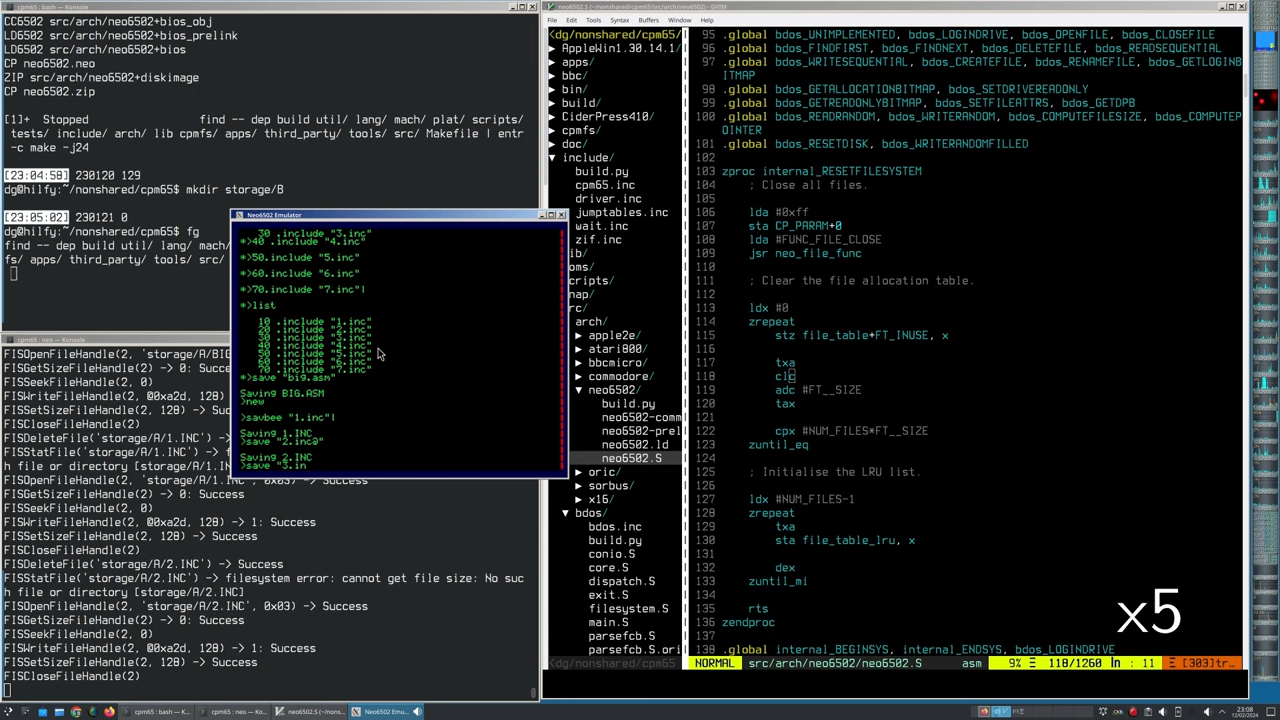 cpm65 : bash — Konsole
LD6502 src/arch/neo6502+bios_obj
LD6502 src/arch/neo6502+bios_prelink
LD6502 src/arch/neo6502+bios
CP neo6502.neo
ZIP src/arch/neo6502+diskimage
CP neo6502.zip
[1]+  Stopped                 find -- dep build util/ lang/ mach/ plat/ scripts/
tests/ include/ arch/ lib cpmfs/ apps/ third_party/ tools/ src/ Makefile | entr
-c make -j24
[23:04:58] 230120 129
dg@hilfy:~/nonshared/cpm65$ mkdir storage/B
[23:05:02] 230121 0
dg@hilfy:~/nonshared/cpm65$ fg
find -- dep build util/ lang/ mach/
fs/ apps/ third_party/ tools/ src/
cpm65 : neo — Konsole
FISOpenFileHandle(2, 'storage/A/BIG
FISGetSizeFileHandle(2) -> 0: Success
FISSeekFileHandle(2, 0)
FISWriteFileHandle(2,
FISSetSizeFileHandle(2)
FISCloseFileHandle(2)
FISDeleteFile('storage/A/1.INC') ->
FISStatFile('storage/A/1.INC') ->
h file or directory [storage/A/1.INC
FISOpenFileHandle(2, 'storage/A/1.INC', 0x03) -> Success
FISGetSizeFileHandle(2) -> 0: Success
FISSeekFileHandle(2, 0)
FISWriteFileHandle(2, @0xa2d, 128) -> 1: Success
FISSetSizeFileHandle(2) -> Success
FISCloseFileHandle(2)
FISDeleteFile('storage/A/2.INC') -> Success
FISStatFile('storage/A/2.INC') -> filesystem error: cannot get file size: No suc
h file or directory [storage/A/2.INC]
FISOpenFileHandle(2, 'storage/A/2.INC', 0x03) -> Success
FISGetSizeFileHandle(2) -> 0: Success
FISSeekFileHandle(2, 0)
FISWriteFileHandle(2, @0xa2d, 128) -> 1: Success
FISSetSizeFileHandle(2) -> Success
FISCloseFileHandle(2)
Neo6502 Emulator
30 .include "3.inc"
*>40 .include "4.inc"
*>50.include "5.inc"
*>60.include "6.inc"
*>70.include "7.inc"|
*>list
10 .include "1.inc"
20 .include "2.inc"
30 .include "3.inc"
40 .include "4.inc"
50 .include "5.inc"
60 .include "6.inc"
70 .include "7.inc"
*>save "big.asm"
Saving BIG.ASM
>new
>savbee "1.inc"|
Saving 1.INC
>save "2.inc@"
Saving 2.INC
>save "3.in
neo6502.S (~/nonshared/cpm65/src/arch/neo6502) - GVIM
File Edit Tools Syntax Buffers Window Help
<dg/nonshared/cpm65/
▶ AppleWin1.30.14.1/
▶ apps/
▶ bbc/
▶ bin/
▶ build/
▶ CiderPress410/
▶ cpmfs/
▶ doc/
▼ include/
build.py
cpm65.inc
driver.inc
jumptables.inc
wait.inc
zif.inc
ib/
oms/
cripts/
nap/
rc/
arch/
▶ apple2e/
▶ atari800/
▶ bbcmicro/
▶ commodore/
▼ neo6502/
build.py
neo6502-comm
neo6502-prel
neo6502.ld
neo6502.S
▶ oric/
▶ sorbus/
▶ x16/
▼ bdos/
bdos.inc
build.py
conio.S
core.S
dispatch.S
exit.S
filesystem.S
main.S
parsefcb.S
parsefcb.S.ori
<dg/nonshared/cpm65
95 .global bdos_UNIMPLEMENTED, bdos_LOGINDRIVE, bdos_OPENFILE, bdos_CLOSEFILE
96 .global bdos_FINDFIRST, bdos_FINDNEXT, bdos_DELETEFILE, bdos_READSEQUENTIAL
97 .global bdos_WRITESEQUENTIAL, bdos_CREATEFILE, bdos_RENAMEFILE, bdos_GETLOGINB
ITMAP
98 .global bdos_GETALLOCATIONBITMAP, bdos_SETDRIVEREADONLY
99 .global bdos_GETREADONLYBITMAP, bdos_SETFILEATTRS, bdos_GETDPB
100 .global bdos_READRANDOM, bdos_WRITERANDOM, bdos_COMPUTEFILESIZE, bdos_COMPUTEP
OINTER
101 .global bdos_RESETDISK, bdos_WRITERANDOMFILLED
102
103 zproc internal_RESETFILESYSTEM
104     ; Close all files.
105
106     lda #0xff
107     sta CP_PARAM+0
108     lda #FUNC_FILE_CLOSE
109     jsr neo_file_func
110
111     ; Clear the file allocation table.
112
113     ldx #0
114     zrepeat
115         stz file_table+FT_INUSE, x
116
117         txa
118         clc
119         adc #FT__SIZE
120         tax
121
122         cpx #NUM_FILES*FT__SIZE
123     zuntil_eq
124
125     ; Initialise the LRU list.
126
127     ldx #NUM_FILES-1
128     zrepeat
129         txa
130         sta file_table_lru, x
131
132         dex
133     zuntil_mi
134
135     rts
136 zendproc
137
138 .global internal_BEGINSYS, internal_ENDSYS, bdos_LOGINDRIVE
NORMAL src/arch/neo6502/neo6502.S asm 9% Ξ 118/1260 ln : 11 Ξ [303]tr…
x5
cpm65 : bash — K…
cpm65 : neo — Ko…
neo6502.S (~/nons…
Neo6502 Emu…
23:08
12/02/2024